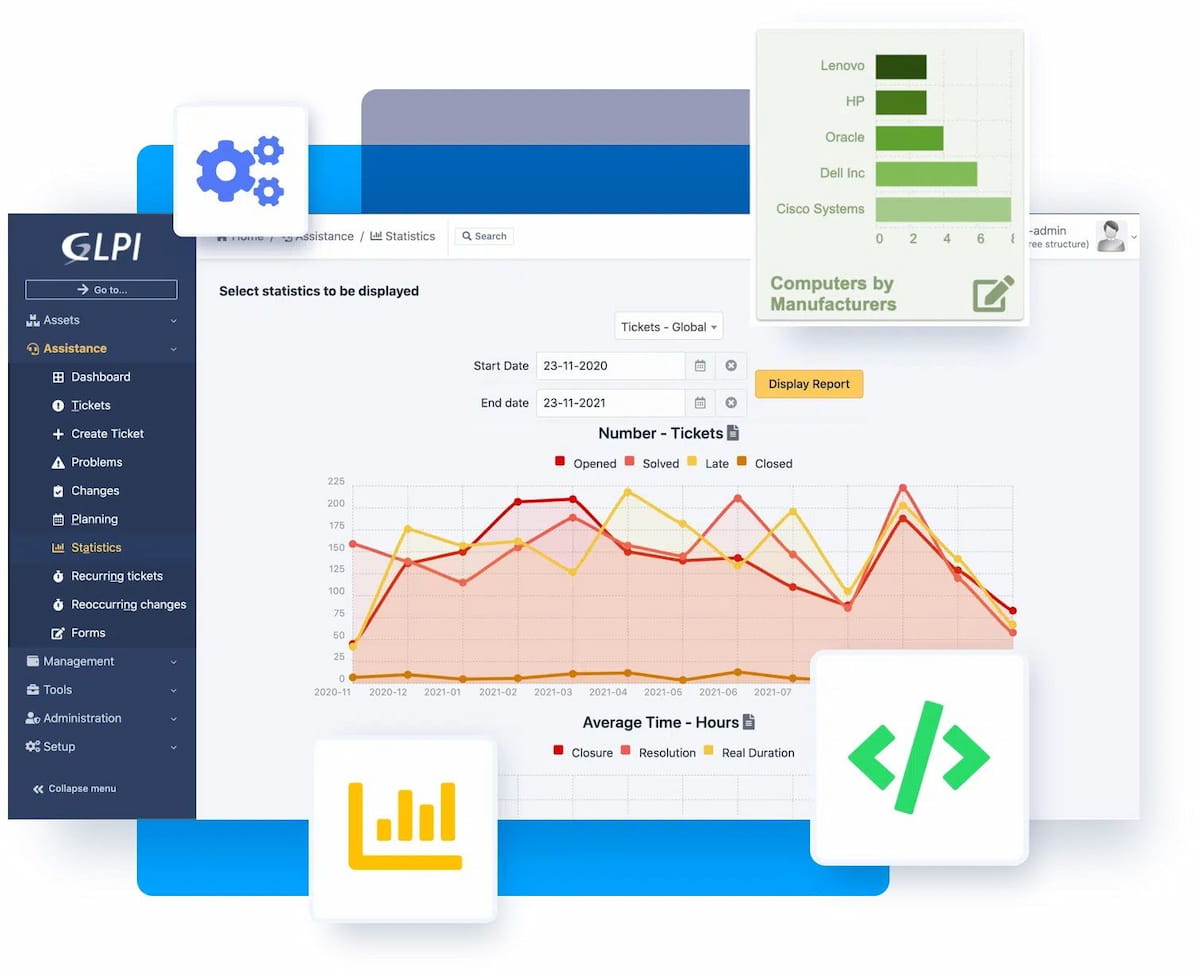 Lenovo
HP
Oracle
Dell Inc
Cisco Systems
0 2 4 6 8
Computers by
Manufacturers
GLPI
Go to...
Assets
Assistance
Dashboard
Tickets
Create Ticket
Problems
Changes
Planning
Statistics
Recurring tickets
Reoccurring changes
Forms
Management
Tools
Administration
Setup
Collapse menu
Home / Assistance / Statistics Search
-admin
ree structure)
Select statistics to be displayed
Tickets - Global
Start Date 23-11-2020
End date 23-11-2021
Display Report
Number - Tickets
Opened Solved Late Closed
225
200
175
150
125
100
75
50
25
0
2020-11 2020-12 2021-01 2021-02 2021-03 2021-04 2021-05 2021-06 2021-07
Average Time - Hours
Closure Resolution Real Duration